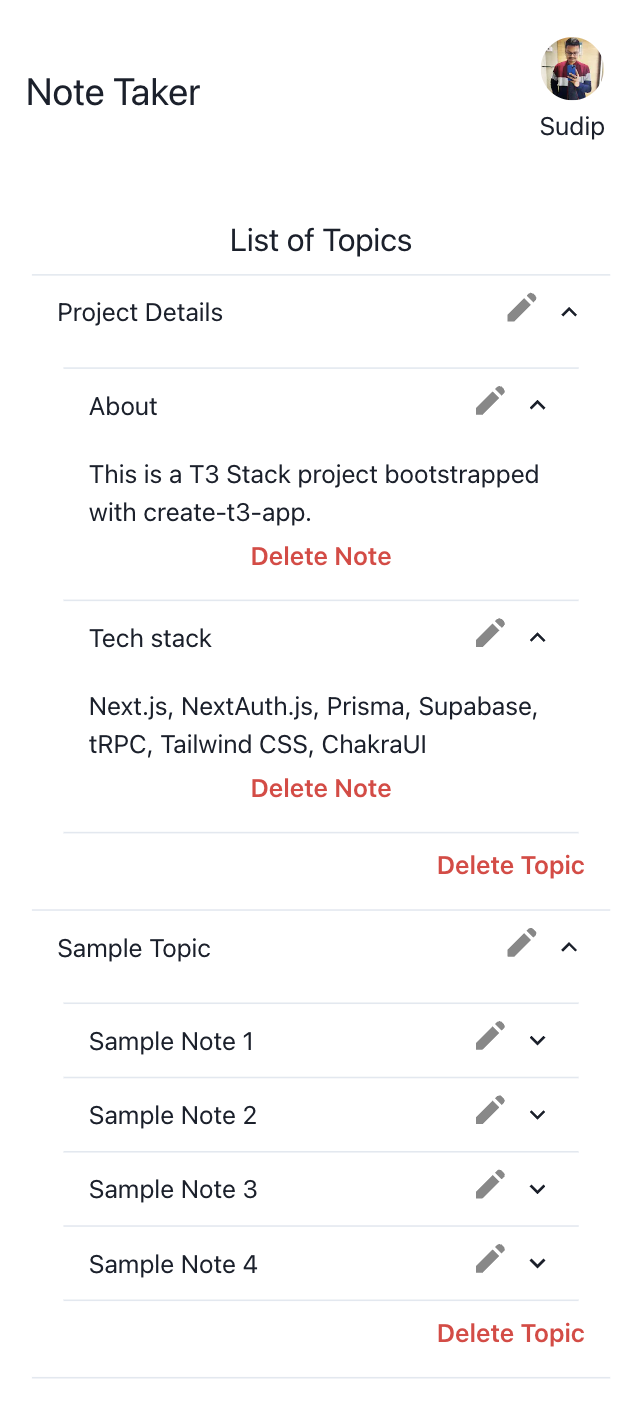 Note Taker
Sudip
List of Topics
Project Details
About
This is a T3 Stack project bootstrapped
with create-t3-app.
Delete Note
Tech stack
Next.js, NextAuth.js, Prisma, Supabase,
tRPC, Tailwind CSS, ChakraUI
Delete Note
Delete Topic
Sample Topic
Sample Note 1
Sample Note 2
Sample Note 3
Sample Note 4
Delete Topic